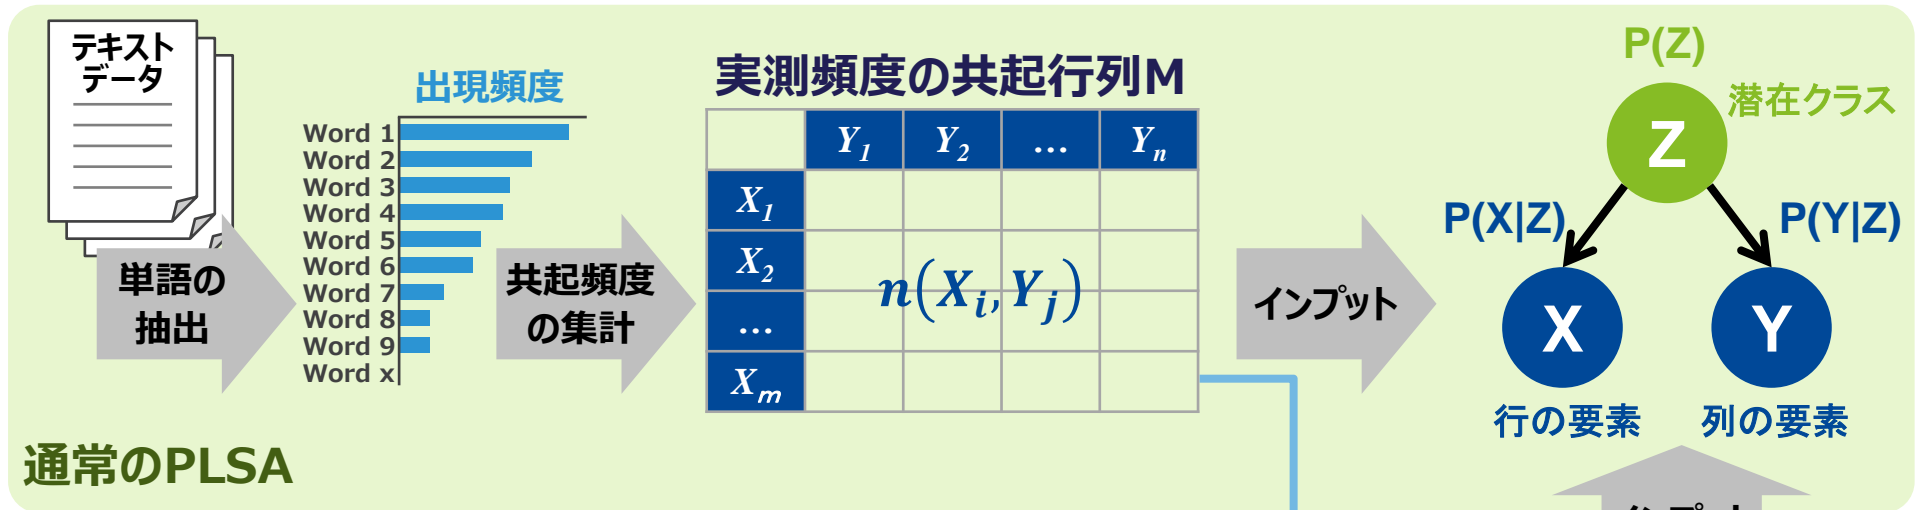 テキスト
データ
単語の
抽出
出現頻度
Word 1
Word 2
Word 3
Word 4
Word 5
Word 6
Word 7
Word 8
Word 9
Word x
共起頻度
の集計
実測頻度の共起行列M
Y1 Y2 … Yn
X1
X2
…
Xm
n(Xi, Yj)
インプット
P(Z)
潜在クラス
Z
P(X|Z)
P(Y|Z)
X
Y
行の要素
列の要素
通常のPLSA